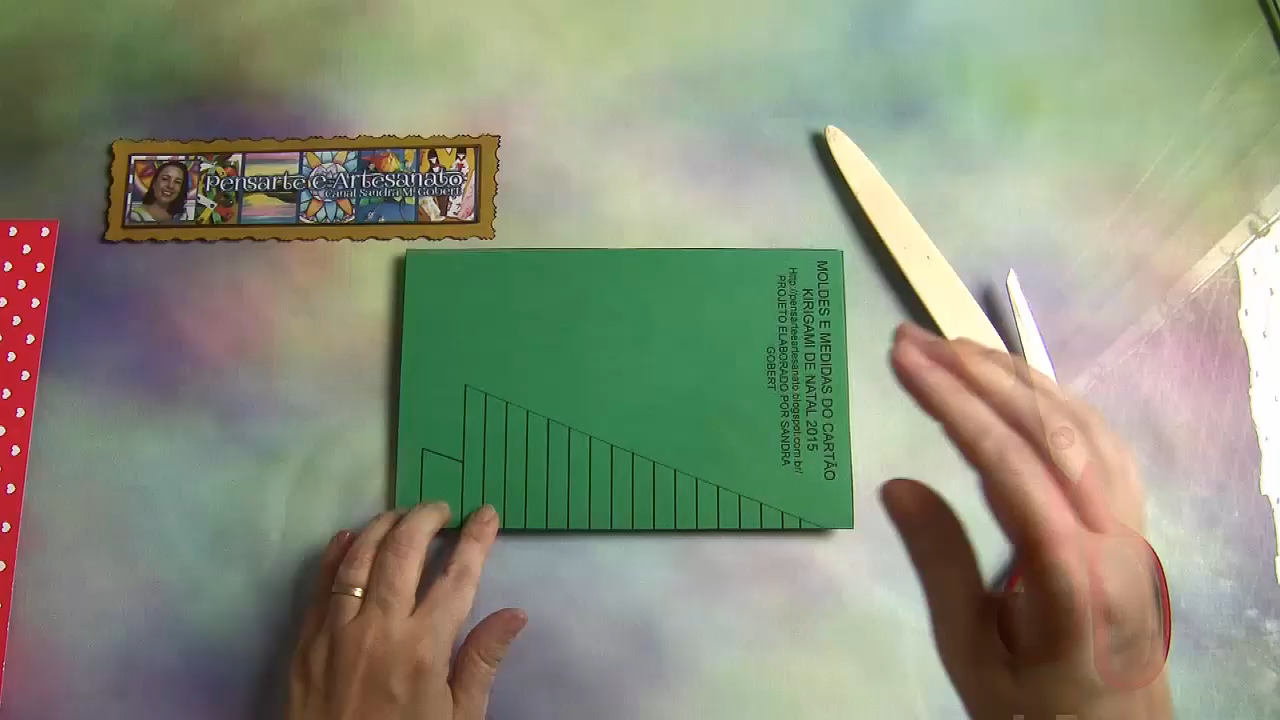 Pensarte e Artesanato
Canal Sandra M Gobert
MOLDES E MEDIDAS DO CARTÃO
KIRIGAMI DE NATAL 2015
Http://pensarteeartesanato.blogspot.com.br/
PROJETO ELABORADO POR SANDRA
GOBERT